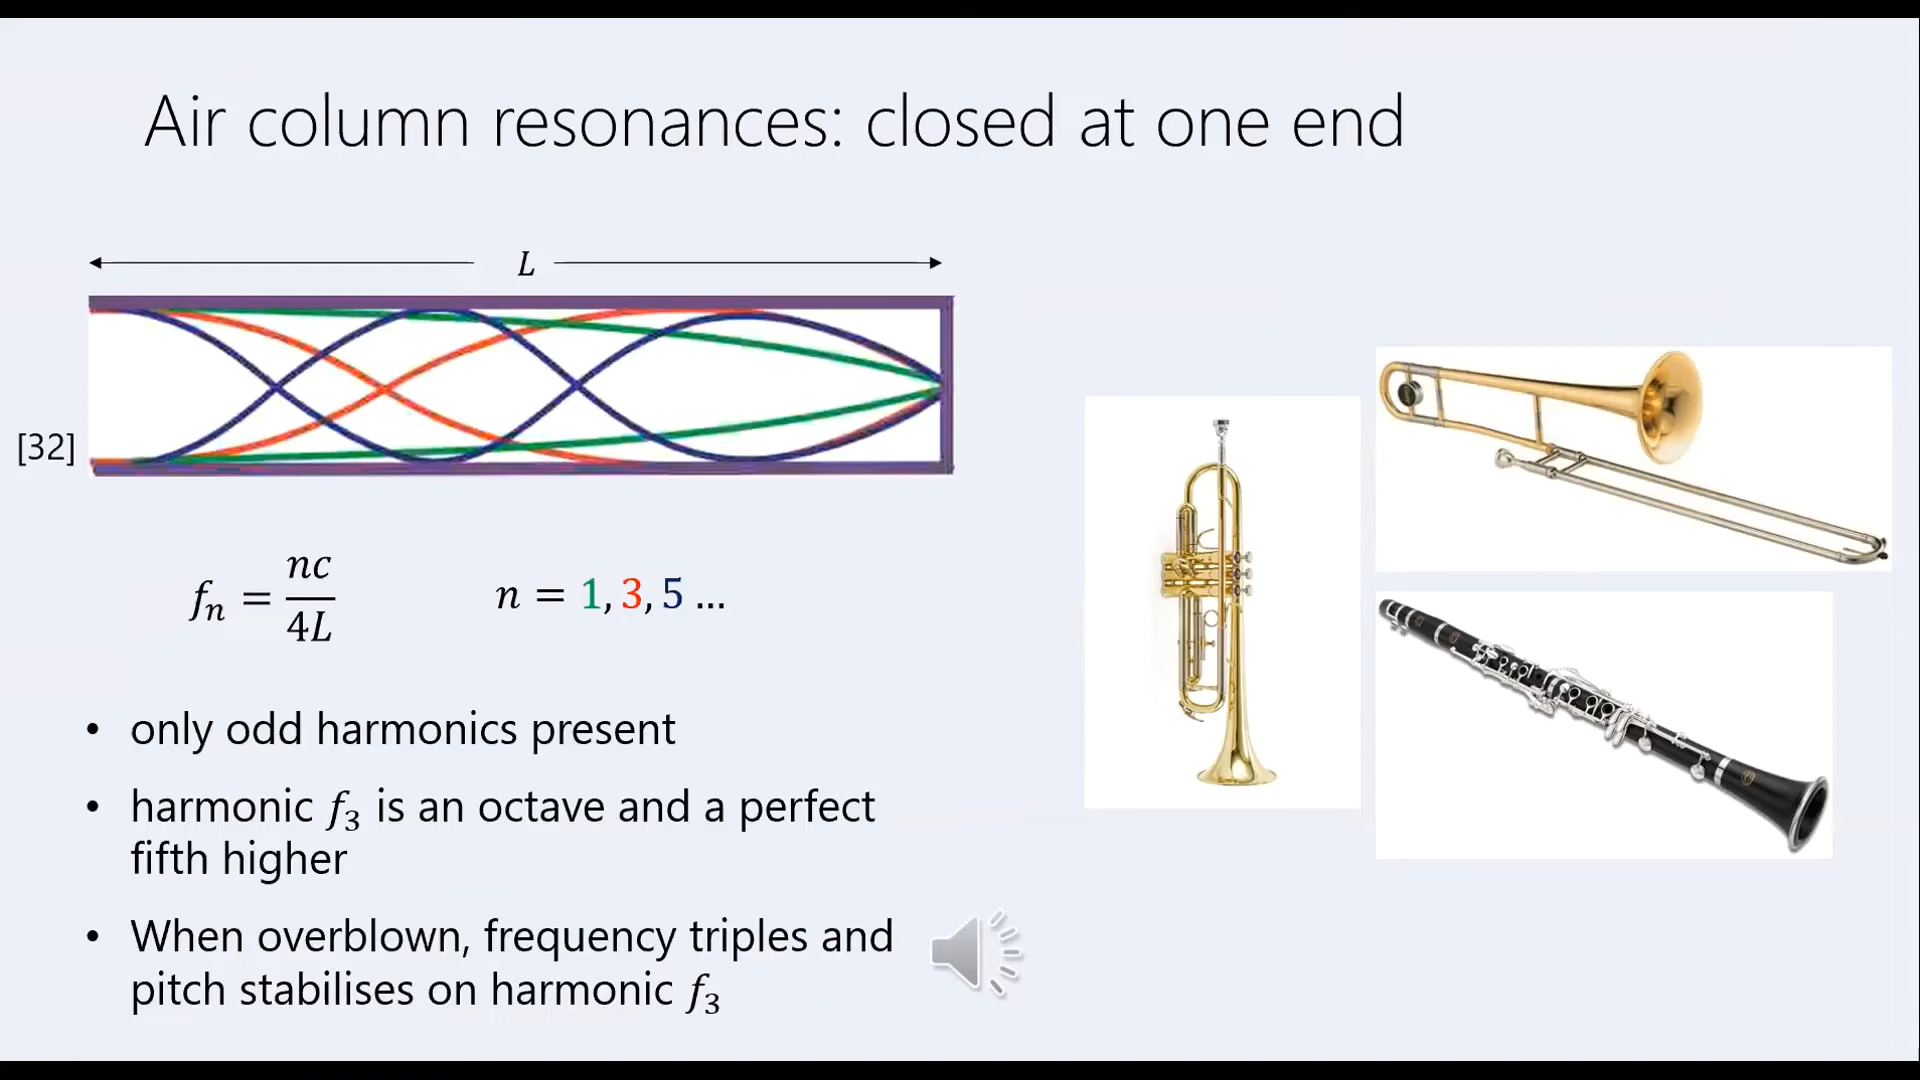 Air column resonances: closed at one end
L
[32]
fₙ = nc/4L
n = 1, 3, 5 ...
• only odd harmonics present
• harmonic f₃ is an octave and a perfect
fifth higher
• When overblown, frequency triples and
pitch stabilises on harmonic f₃